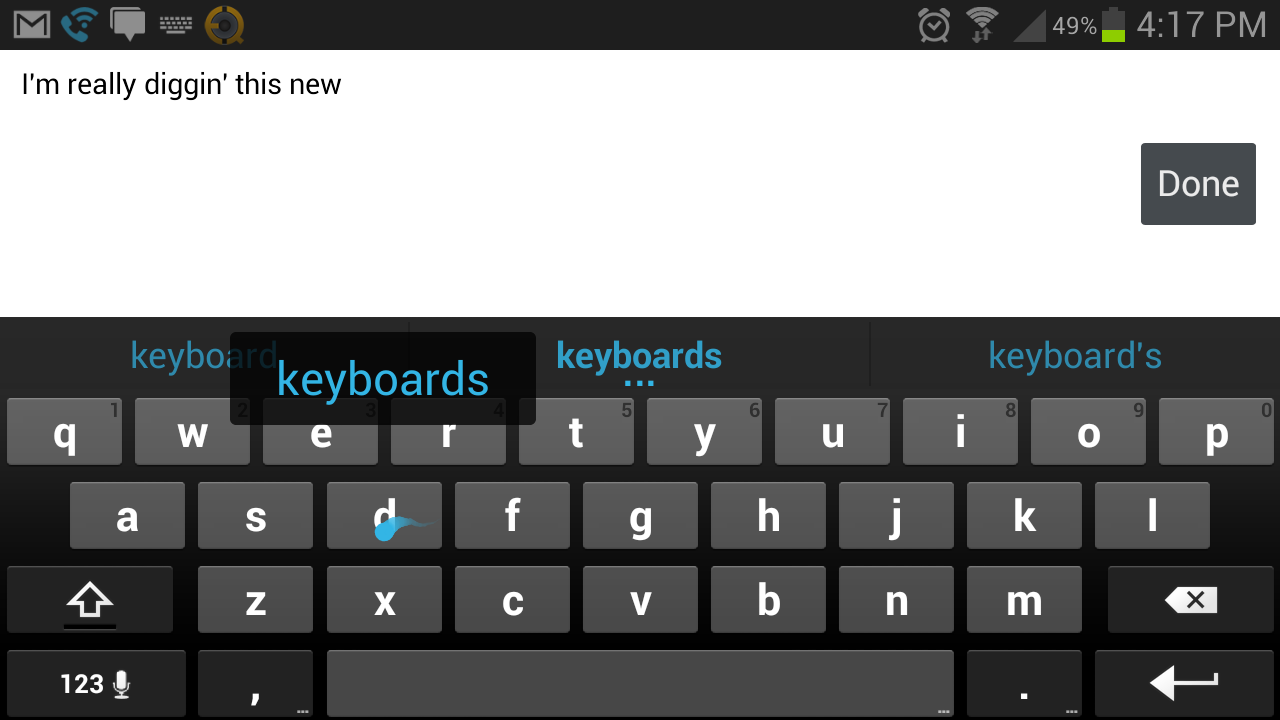 49% 4:17 PM
I'm really diggin' this new
Done
keyboard keyboards keyboard's
keyboards
1 2 3 4 5 6 7 8 9 0
q w e r t y u i o p
a s d f g h j k l
z x c v b n m
123 , .